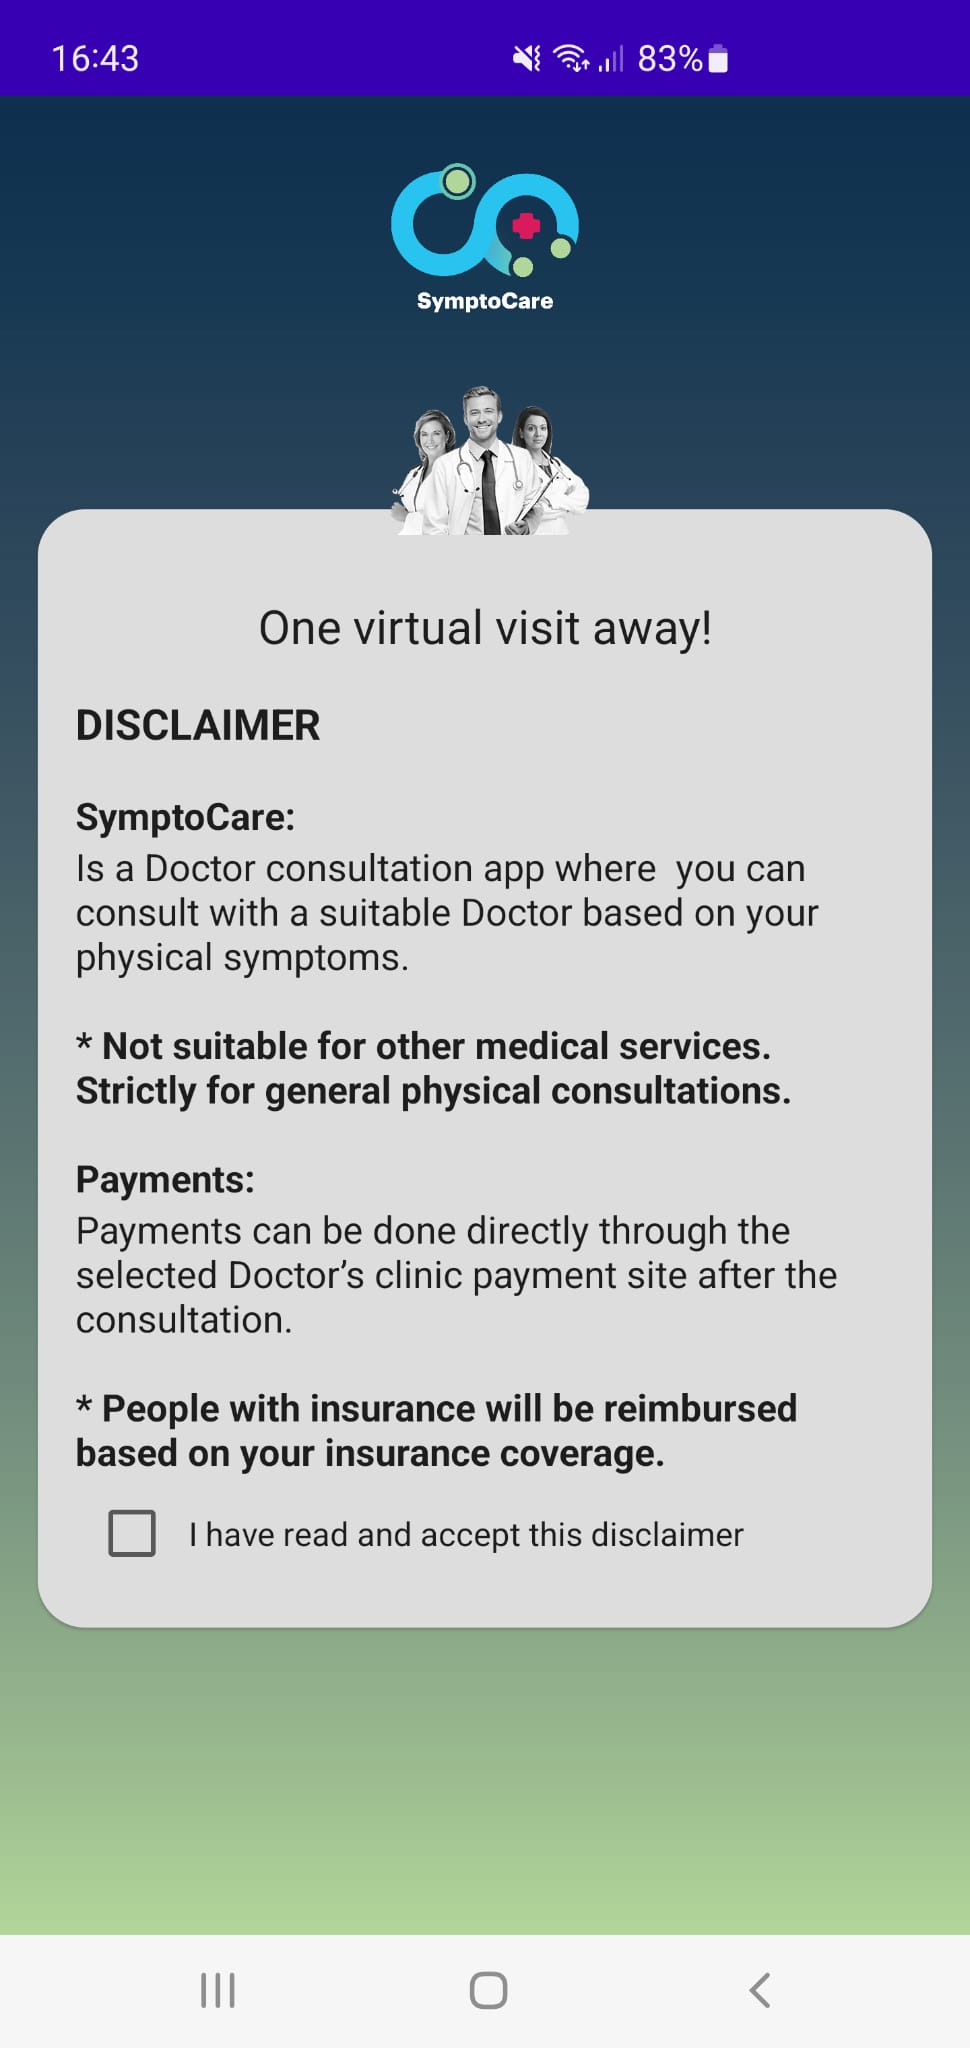 16:43 83%
SymptoCare
One virtual visit away!
DISCLAIMER
SymptoCare:
Is a Doctor consultation app where  you can
consult with a suitable Doctor based on your
physical symptoms.
* Not suitable for other medical services.
Strictly for general physical consultations.
Payments:
Payments can be done directly through the
selected Doctor’s clinic payment site after the
consultation.
* People with insurance will be reimbursed
based on your insurance coverage.
I have read and accept this disclaimer